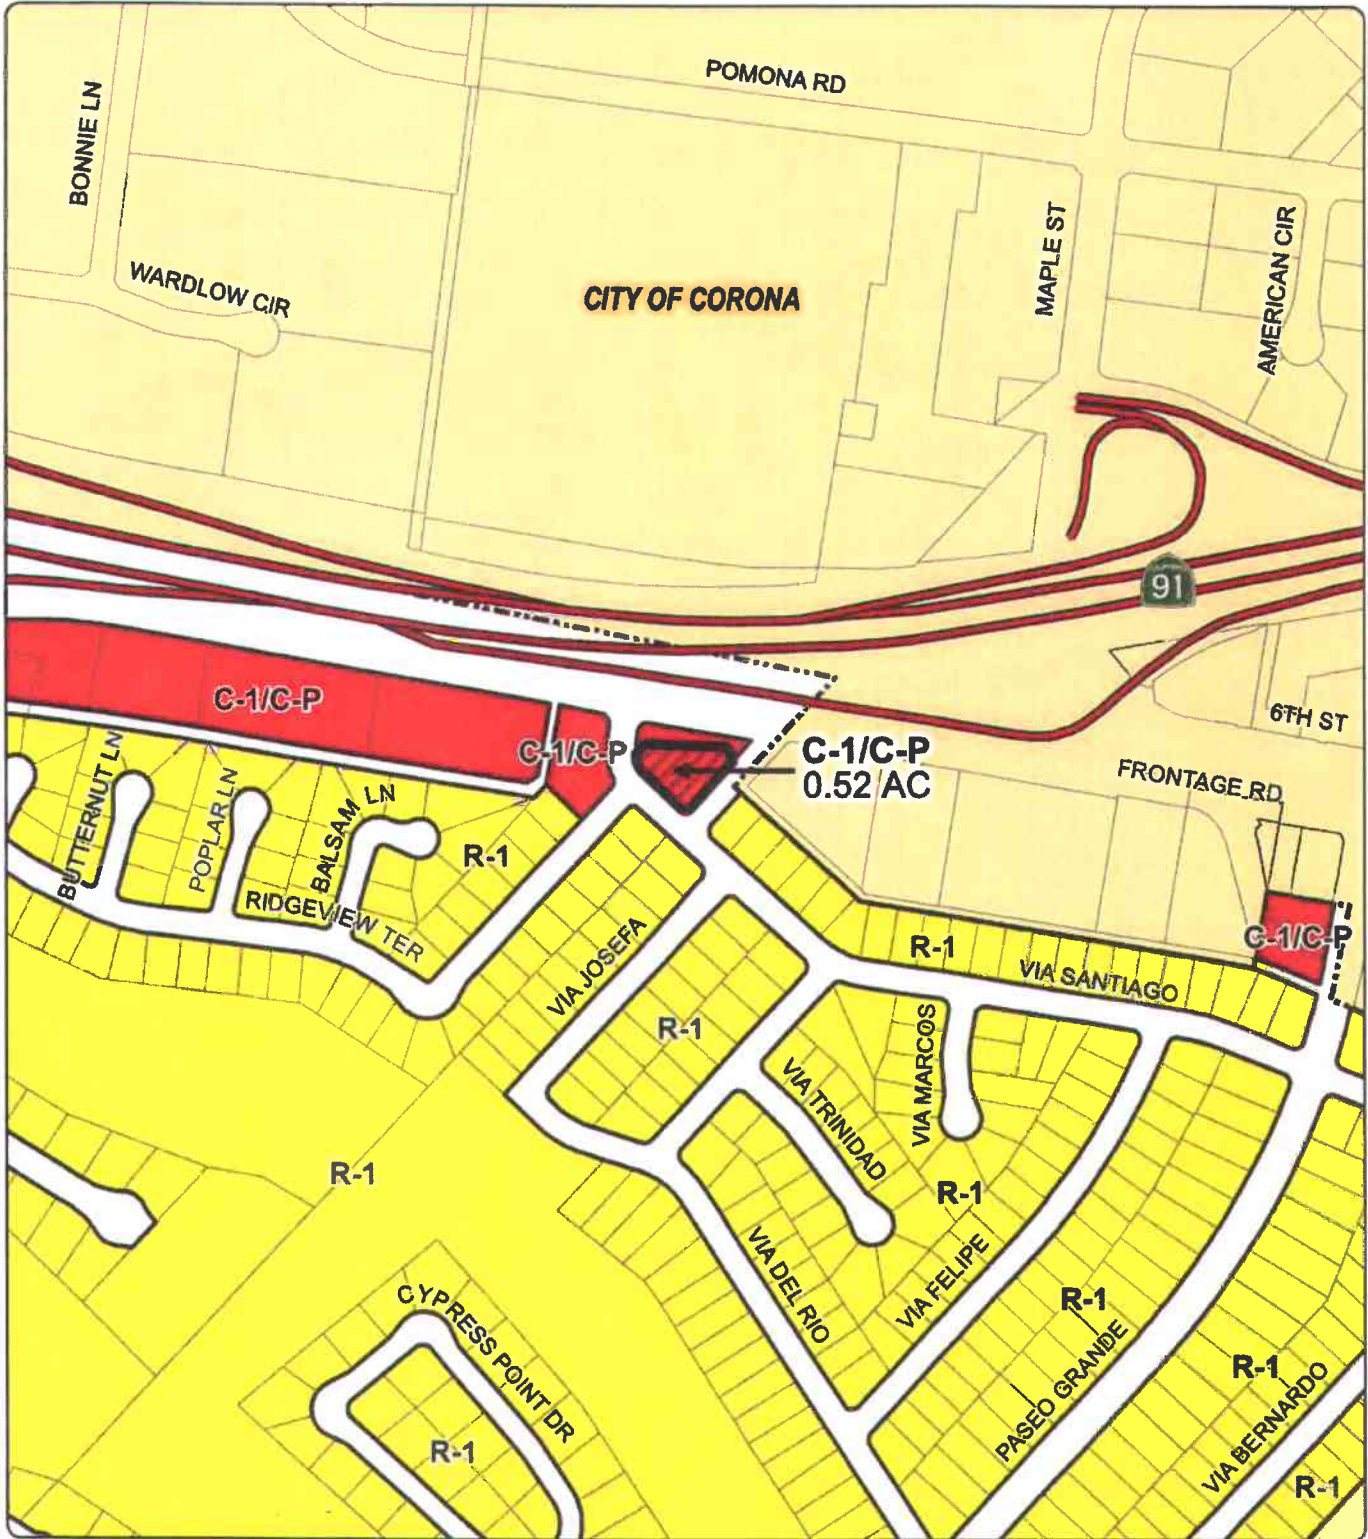 POMONA RD
BONNIE LN
WARDLOW CIR
CITY OF CORONA
MAPLE ST
AMERICAN CIR
91
6TH ST
FRONTAGE RD
C-1/C-P
C-1/C-P
C-1/C-P
0.52 AC
C-1/C-P
BUTTERNUT LN
POPLAR LN
BALSAM LN
R-1
RIDGEVIEW TER
VIA JOSEFA
R-1
VIA SANTIAGO
R-1
VIA MARCOS
VIA TRINIDAD
R-1
R-1
VIA DEL RIO
VIA FELIPE
CYPRESS POINT DR
R-1
R-1
PASEO GRANDE
R-1
VIA BERNARDO
R-1